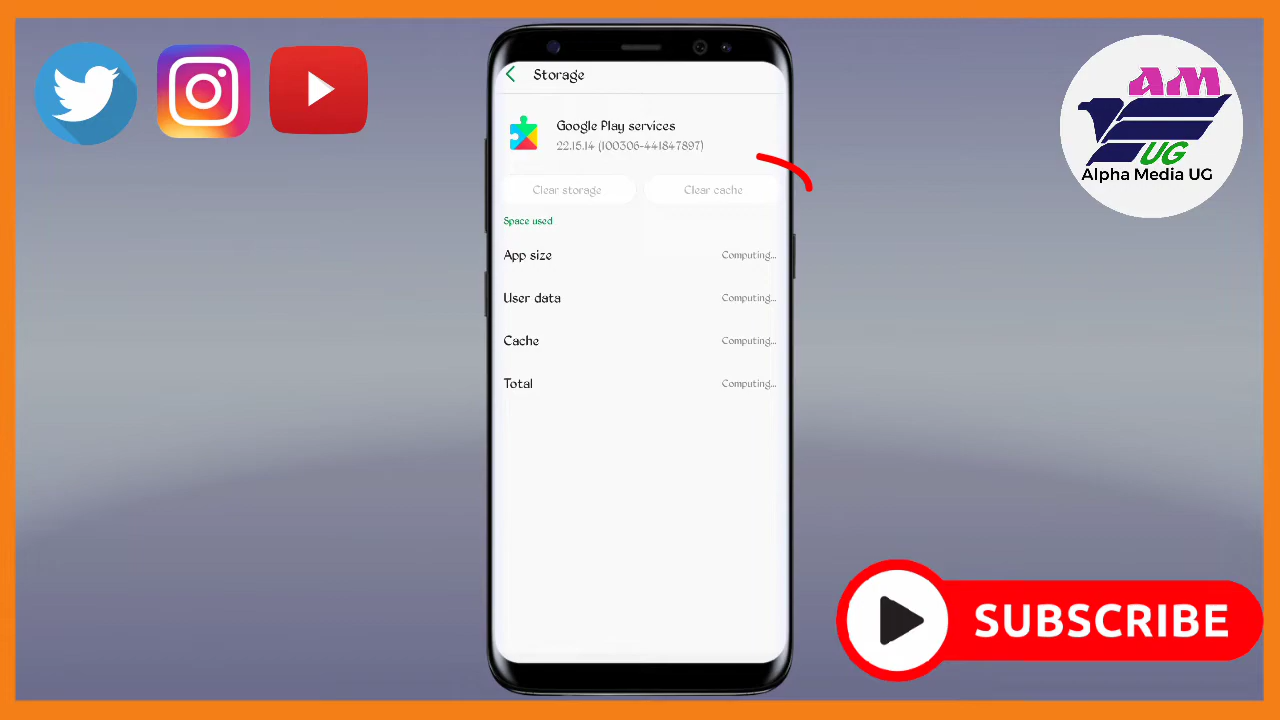 Storage
Google Play services
22.15.14 (100306-441847897)
Clear storage
Clear cache
Space used
App size
Computing...
User data
Computing...
Cache
Computing...
Total
Computing...
AM
UG
Alpha Media UG
SUBSCRIBE